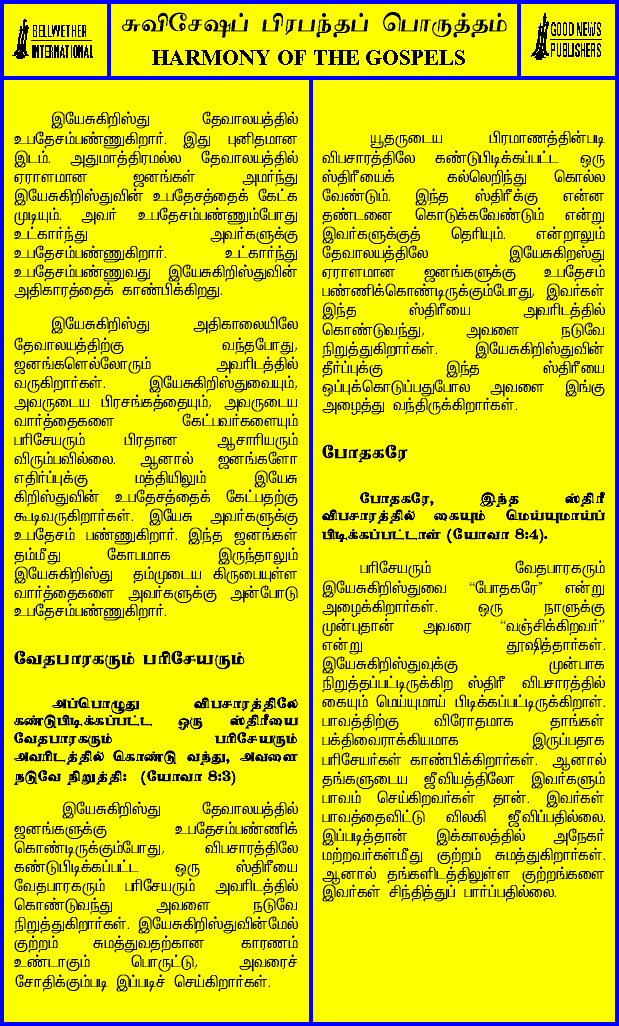 BELLWETHER
INTERNATIONAL
சுவிசேஷப் பிரபந்தப் பொருத்தம்
HARMONY OF THE GOSPELS
GOOD NEWS
PUBLISHERS
இயேசுகிறிஸ்து தேவாலயத்தில்
உபதேசம்பண்ணுகிறார். இது புனிதமான
இடம். அதுமாத்திரமல்ல தேவாலயத்தில்
ஏராளமான ஜனங்கள் அமர்ந்து
இயேசுகிறிஸ்துவின் உபதேசத்தைக் கேட்க
முடியும். அவர் உபதேசம்பண்ணும்போது
உட்கார்ந்து அவர்களுக்கு
உபதேசம்பண்ணுகிறார். உட்கார்ந்து
உபதேசம்பண்ணுவது இயேசுகிறிஸ்துவின்
அதிகாரத்தைக் காண்பிக்கிறது.
இயேசுகிறிஸ்து அதிகாலையிலே
தேவாலயத்திற்கு வந்தபோது,
ஜனங்களெல்லோரும் அவரிடத்தில்
வருகிறார்கள். இயேசுகிறிஸ்துவையும்,
அவருடைய பிரசங்கத்தையும், அவருடைய
வார்த்தைகளை கேட்பவர்களையும்
பரிசேயரும் பிரதான ஆசாரியரும்
விரும்பவில்லை. ஆனால் ஜனங்களோ
எதிர்ப்புக்கு மத்தியிலும் இயேசு
கிறிஸ்துவின் உபதேசத்தைக் கேட்பதற்கு
கூடிவருகிறார்கள். இயேசு அவர்களுக்கு
உபதேசம் பண்ணுகிறார். இந்த ஜனங்கள்
தம்மீது கோபமாக இருந்தாலும்
இயேசுகிறிஸ்து தம்முடைய கிருபையுள்ள
வார்த்தைகளை அவர்களுக்கு அன்போடு
உபதேசம்பண்ணுகிறார்.
வேதபாரகரும் பரிசேயரும்
அப்பொழுது விபசாரத்திலே
கண்டுபிடிக்கப்பட்ட ஒரு ஸ்திரீயை
வேதபாரகரும் பரிசேயரும்
அவரிடத்தில் கொண்டு வந்து, அவளை
நடுவே நிறுத்தி: (யோவா 8:3)
இயேசுகிறிஸ்து தேவாலயத்தில்
ஜனங்களுக்கு உபதேசம்பண்ணிக்
கொண்டிருக்கும்போது, விபசாரத்திலே
கண்டுபிடிக்கப்பட்ட ஒரு ஸ்திரீயை
வேதபாரகரும் பரிசேயரும் அவரிடத்தில்
கொண்டுவந்து அவளை நடுவே
நிறுத்துகிறார்கள். இயேசுகிறிஸ்துவின்மேல்
குற்றம் சுமத்துவதற்கான காரணம்
உண்டாகும் பொருட்டு, அவரைச்
சோதிக்கும்படி இப்படிச் செய்கிறார்கள்.
யூதருடைய பிரமாணத்தின்படி
விபசாரத்திலே கண்டுபிடிக்கப்பட்ட ஒரு
ஸ்திரீயைக் கல்லெறிந்து கொல்ல
வேண்டும். இந்த ஸ்திரீக்கு என்ன
தண்டனை கொடுக்கவேண்டும் என்று
இவர்களுக்குத் தெரியும். என்றாலும்
தேவாலயத்திலே இயேசுகிறஸ்து
ஏராளமான ஜனங்களுக்கு உபதேசம்
பண்ணிக்கொண்டிருக்கும்போது, இவர்கள்
இந்த ஸ்திரீயை அவரிடத்தில்
கொண்டுவந்து, அவளை நடுவே
நிறுத்துகிறார்கள். இயேசுகிறிஸ்துவின்
தீர்ப்புக்கு இந்த ஸ்திரீயை
ஒப்புக்கொடுப்பதுபோல அவளை இங்கு
அழைத்து வந்திருக்கிறார்கள்.
போதகரே
போதகரே, இந்த ஸ்திரீ
விபசாரத்தில் கையும் மெய்யுமாய்ப்
பிடிக்கப்பட்டாள் (யோவா 8:4).
பரிசேயரும் வேதபாரகரும்
இயேசுகிறிஸ்துவை “போதகரே” என்று
அழைக்கிறார்கள். ஒரு நாளுக்கு
முன்புதான் அவரை “வஞ்சிக்கிறவர்”
என்று தூஷித்தார்கள்.
இயேசுகிறிஸ்துவுக்கு முன்பாக
நிறுத்தப்பட்டிருக்கிற ஸ்திரீ விபசாரத்தில்
கையும் மெய்யுமாய் பிடிக்கப்பட்டிருக்கிறாள்.
பாவத்திற்கு விரோதமாக தாங்கள்
பக்திவைராக்கியமாக இருப்பதாக
பரிசேயர்கள் காண்பிக்கிறார்கள். ஆனால்
தங்களுடைய ஜீவியத்திலோ இவர்களும்
பாவம் செய்கிறவர்கள் தான். இவர்கள்
பாவத்தைவிட்டு விலகி ஜீவிப்பதில்லை.
இப்படித்தான் இக்காலத்தில் அநேகர்
மற்றவர்கள்மீது குற்றம் சுமத்துகிறார்கள்.
ஆனால் தங்களிடத்திலுள்ள குற்றங்களை
இவர்கள் சிந்தித்துப் பார்ப்பதில்லை.